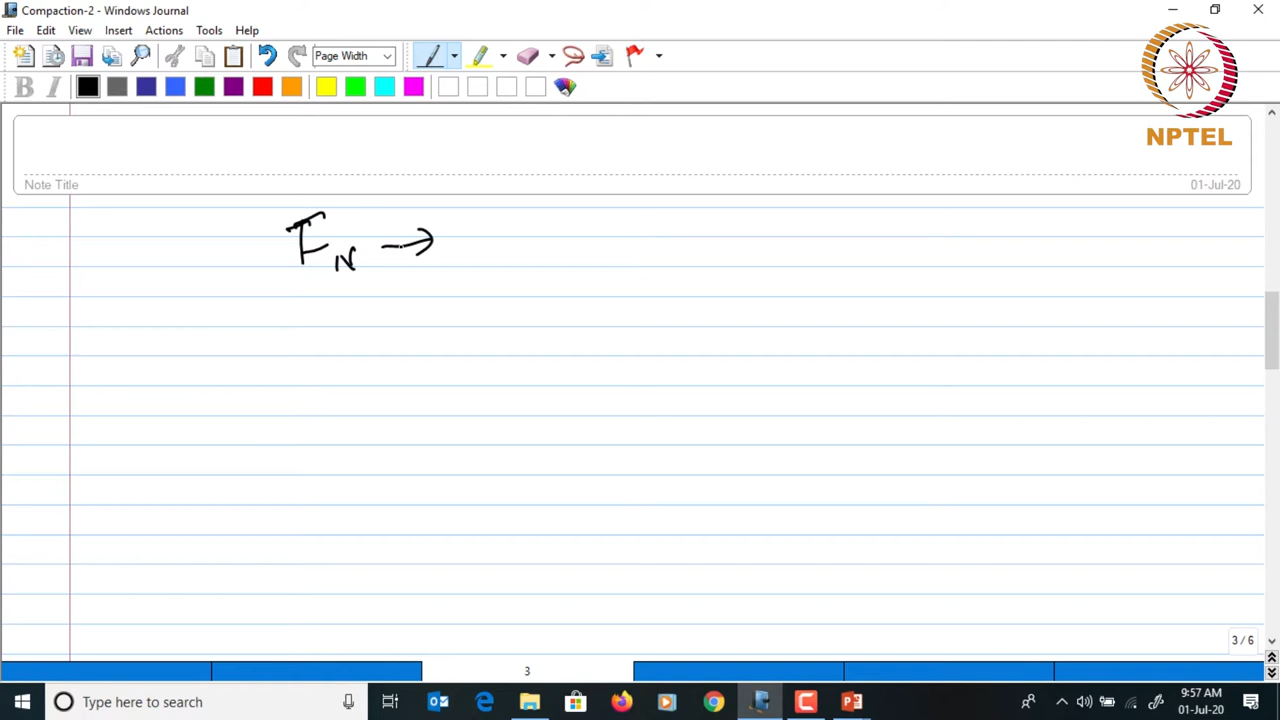 Compaction-2 - Windows Journal
File Edit View Insert Actions Tools Help
Page Width
B I
NPTEL
Note Title 01-Jul-20
F_N →
3 / 6
3
Type here to search
9:57 AM
01-Jul-20